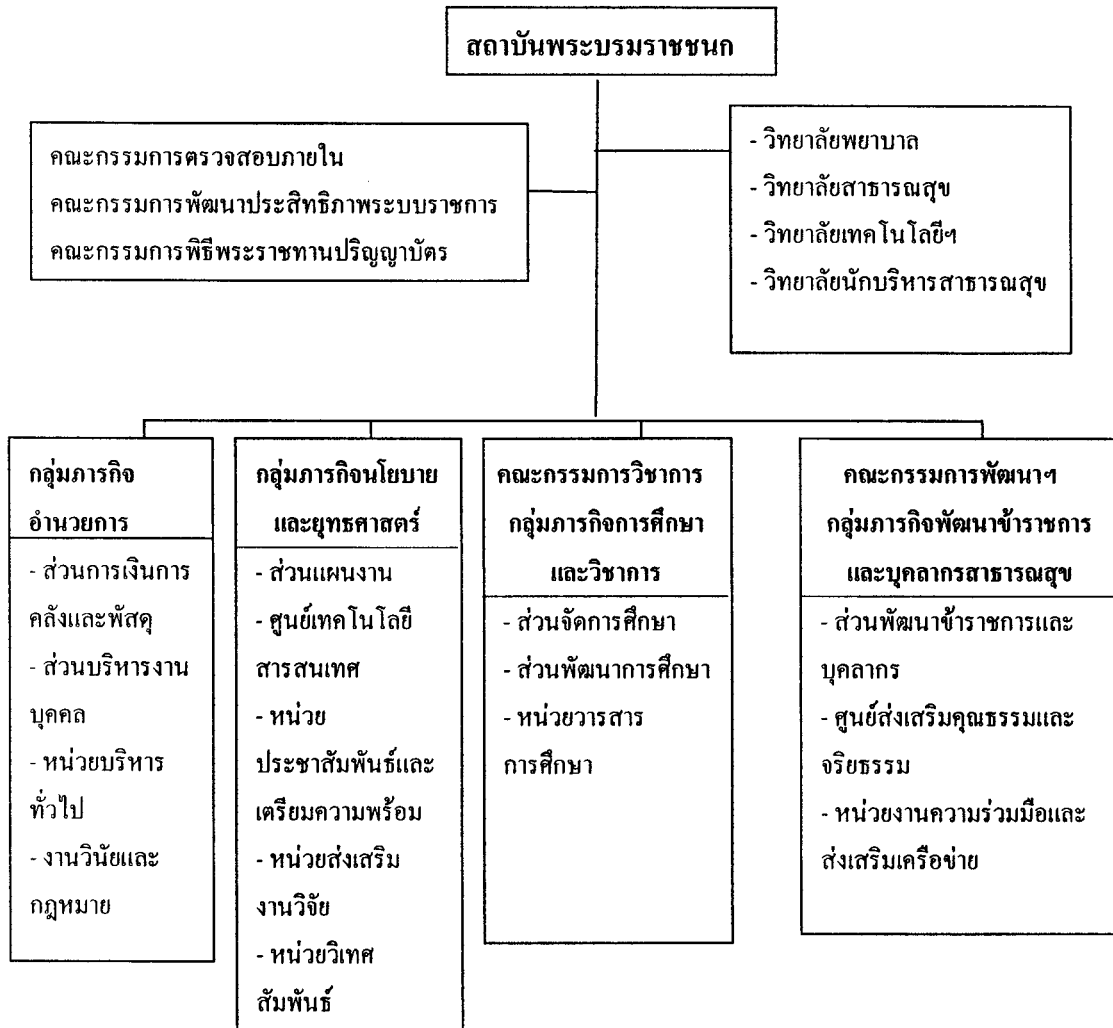 สถาบันพระบรมราชชนก
คณะกรรมการตรวจสอบภายใน
คณะกรรมการพัฒนาประสิทธิภาพระบบราชการ
คณะกรรมการพิธีพระราชทานปริญญาบัตร
- วิทยาลัยพยาบาล
- วิทยาลัยสาธารณสุข
- วิทยาลัยเทคโนโลยีฯ
- วิทยาลัยนักบริหารสาธารณสุข
กลุ่มภารกิจ
อำนวยการ
- ส่วนการเงินการ
คลังและพัสดุ
- ส่วนบริหารงาน
บุคคล
- หน่วยบริหาร
ทั่วไป
- งานวินัยและ
กฎหมาย
กลุ่มภารกิจนโยบาย
และยุทธศาสตร์
- ส่วนแผนงาน
- ศูนย์เทคโนโลยี
สารสนเทศ
- หน่วย
ประชาสัมพันธ์และ
เตรียมความพร้อม
- หน่วยส่งเสริม
งานวิจัย
- หน่วยวิเทศ
สัมพันธ์
คณะกรรมการวิชาการ
กลุ่มภารกิจการศึกษา
และวิชาการ
- ส่วนจัดการศึกษา
- ส่วนพัฒนาการศึกษา
- หน่วยวารสาร
การศึกษา
คณะกรรมการพัฒนาฯ
กลุ่มภารกิจพัฒนาข้าราชการ
และบุคลากรสาธารณสุข
- ส่วนพัฒนาข้าราชการและ
บุคลากร
- ศูนย์ส่งเสริมคุณธรรมและ
จริยธรรม
- หน่วยงานความร่วมมือและ
ส่งเสริมเครือข่าย